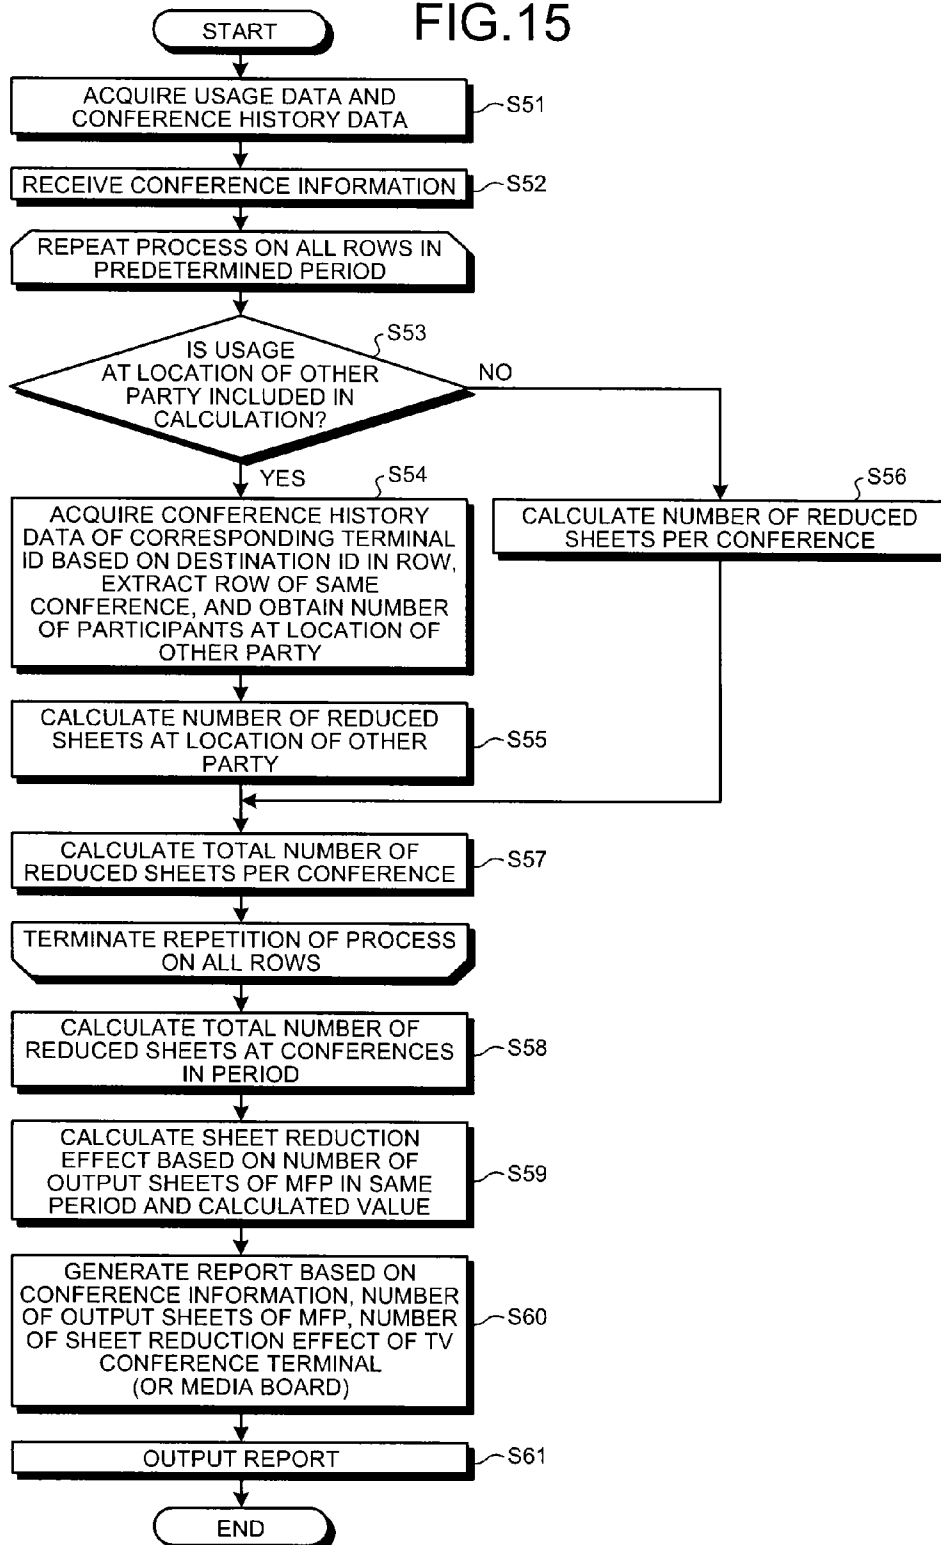 FIG.15
START
ACQUIRE USAGE DATA AND
CONFERENCE HISTORY DATA
S51
RECEIVE CONFERENCE INFORMATION
S52
REPEAT PROCESS ON ALL ROWS IN
PREDETERMINED PERIOD
S53
IS USAGE
AT LOCATION OF OTHER
PARTY INCLUDED IN
CALCULATION?
NO
YES
S54
ACQUIRE CONFERENCE HISTORY
DATA OF CORRESPONDING TERMINAL
ID BASED ON DESTINATION ID IN ROW,
EXTRACT ROW OF SAME
CONFERENCE, AND OBTAIN NUMBER
OF PARTICIPANTS AT LOCATION OF
OTHER PARTY
S56
CALCULATE NUMBER OF REDUCED
SHEETS PER CONFERENCE
CALCULATE NUMBER OF REDUCED
SHEETS AT LOCATION OF OTHER
PARTY
S55
CALCULATE TOTAL NUMBER OF
REDUCED SHEETS PER CONFERENCE
S57
TERMINATE REPETITION OF PROCESS
ON ALL ROWS
CALCULATE TOTAL NUMBER OF
REDUCED SHEETS AT CONFERENCES
IN PERIOD
S58
CALCULATE SHEET REDUCTION
EFFECT BASED ON NUMBER OF
OUTPUT SHEETS OF MFP IN SAME
PERIOD AND CALCULATED VALUE
S59
GENERATE REPORT BASED ON
CONFERENCE INFORMATION, NUMBER
OF OUTPUT SHEETS OF MFP, NUMBER
OF SHEET REDUCTION EFFECT OF TV
CONFERENCE TERMINAL
(OR MEDIA BOARD)
S60
OUTPUT REPORT
S61
END